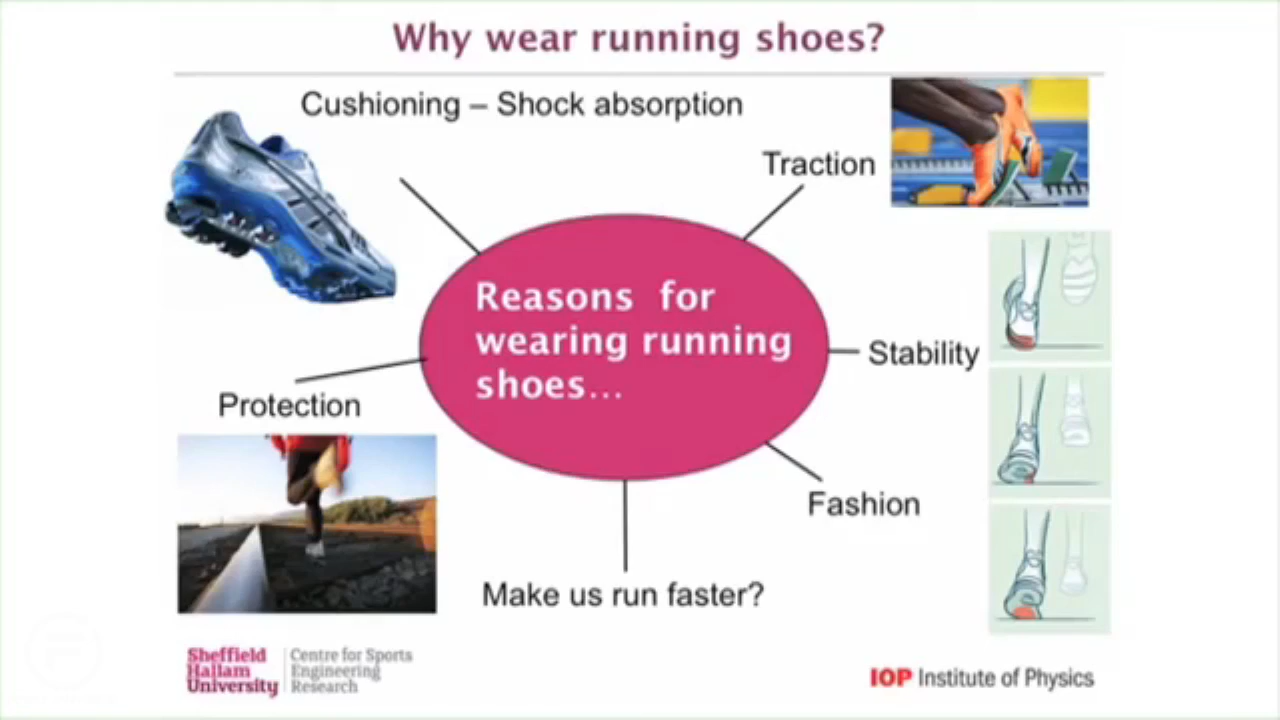 Why wear running shoes?
Cushioning – Shock absorption
Traction
Reasons for
wearing running
shoes...
Stability
Protection
Fashion
Make us run faster?
Sheffield
Hallam
University
Centre for Sports
Engineering
Research
IOP Institute of Physics